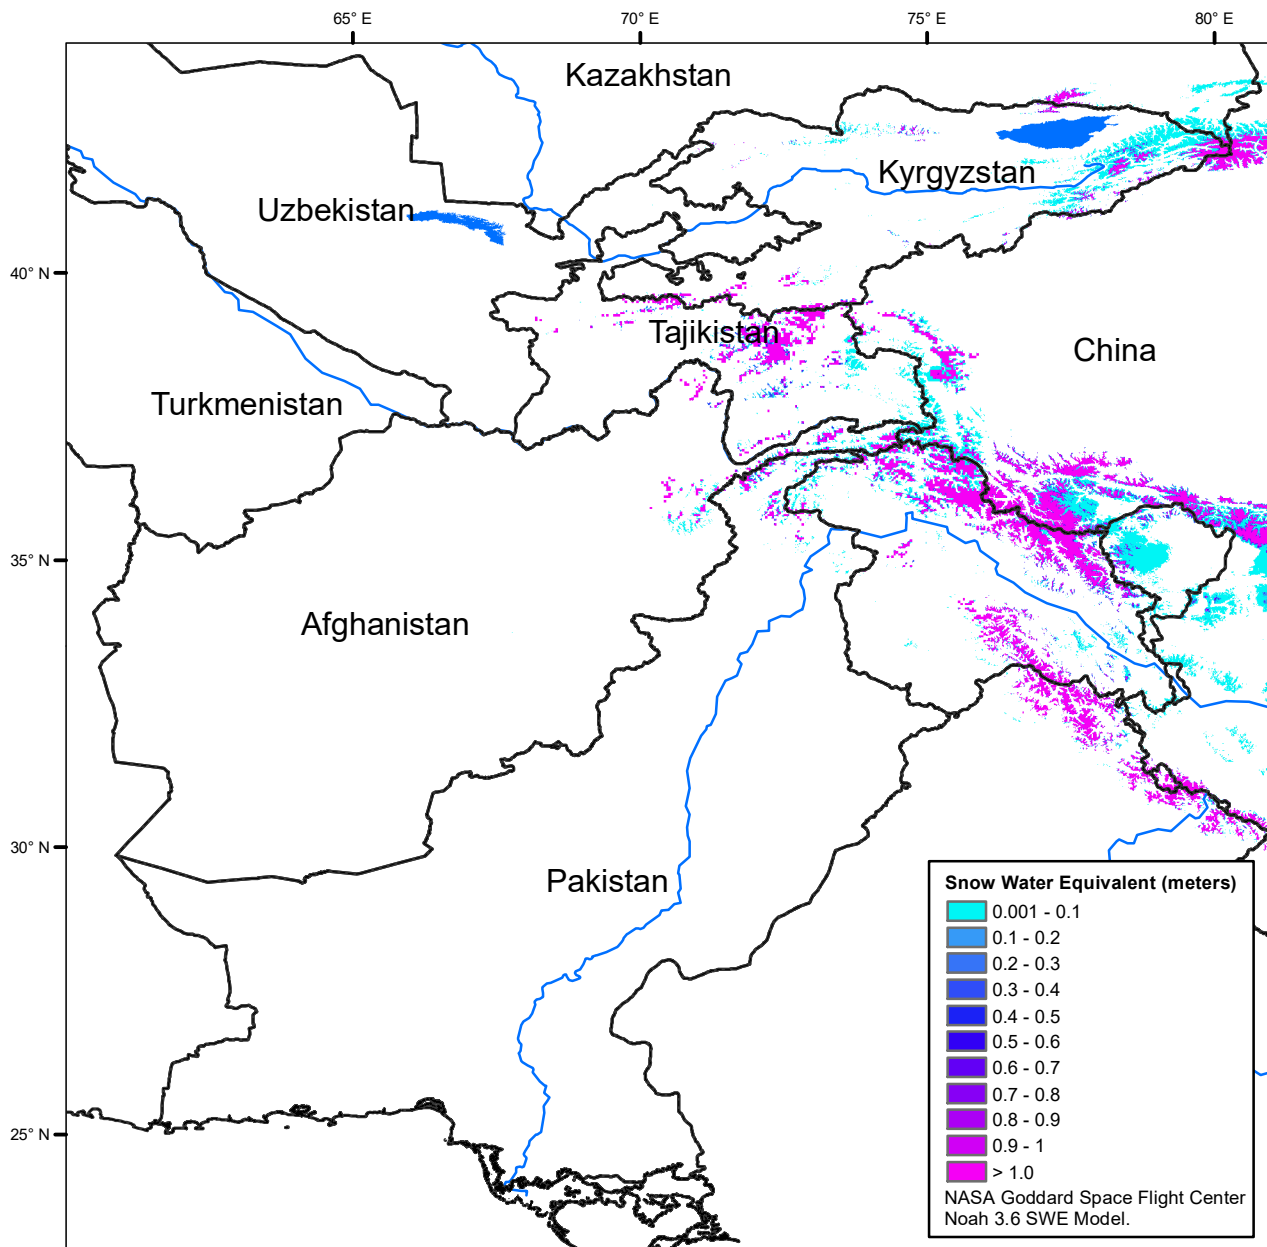 65° E
70° E
75° E
80° E
Kazakhstan
Kyrgyzstan
Uzbekistan
40° N
Tajikistan
China
Turkmenistan
35° N
Afghanistan
30° N
Pakistan
25° N
Snow Water Equivalent (meters)
0.001 - 0.1
0.1 - 0.2
0.2 - 0.3
0.3 - 0.4
0.4 - 0.5
0.5 - 0.6
0.6 - 0.7
0.7 - 0.8
0.8 - 0.9
0.9 - 1
> 1.0
NASA Goddard Space Flight Center
Noah 3.6 SWE Model.